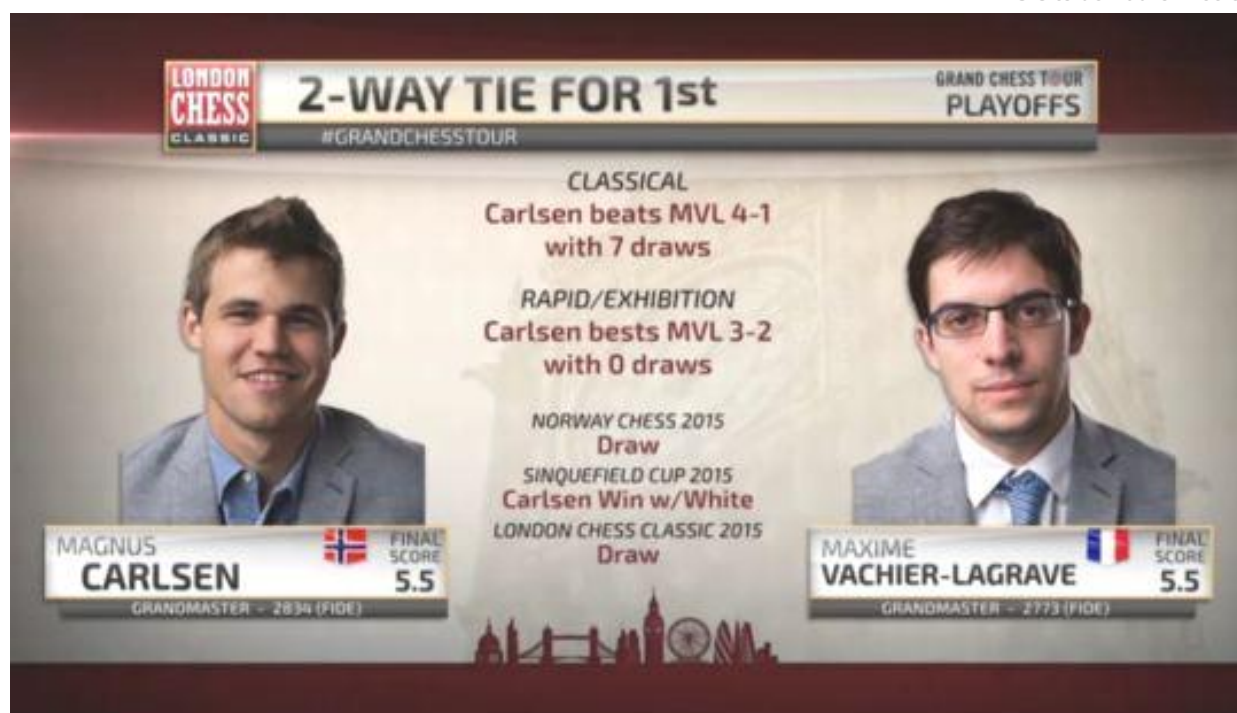 LONDON
CHESS
CLASSIC
2-WAY TIE FOR 1st
GRAND CHESS TOUR
PLAYOFFS
#GRANDCHESSTOUR
CLASSICAL
Carlsen beats MVL 4-1
with 7 draws
RAPID/EXHIBITION
Carlsen bests MVL 3-2
with 0 draws
NORWAY CHESS 2015
Draw
SINQUEFIELD CUP 2015
Carlsen Win w/White
LONDON CHESS CLASSIC 2015
Draw
MAGNUS
CARLSEN
FINAL
SCORE
5.5
GRANDMASTER - 2834 (FIDE)
MAXIME
VACHIER-LAGRAVE
FINAL
SCORE
5.5
GRANDMASTER - 2773 (FIDE)